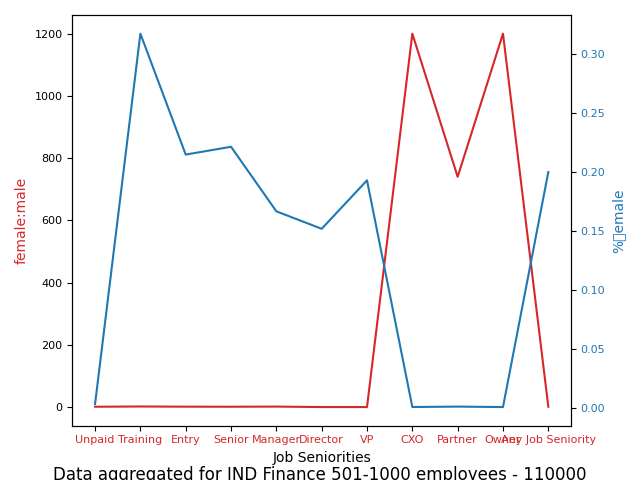 1200
1000
800
600
400
200
0
female:male
0.30
0.25
0.20
0.15
0.10
0.05
0.00
%▯emale
Unpaid Training Entry Senior Manager Director VP CXO Partner Owner Any Job Seniority
Job Seniorities
Data aggregated for IND Finance 501-1000 employees - 110000